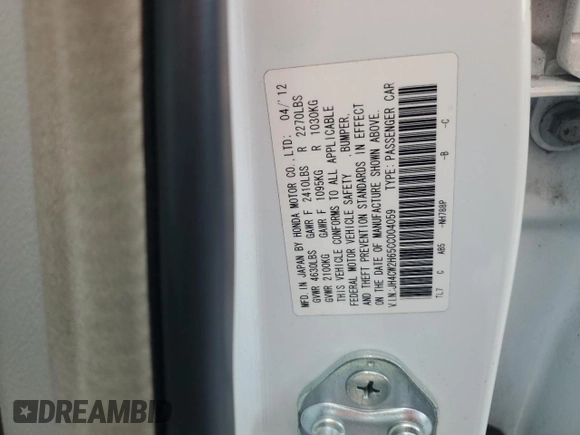 MFD. IN JAPAN BY HONDA MOTOR CO., LTD: 04/'12
GVWR 4630LBS GAWR F 2410LBS R 2270LBS
GVWR 2100KG GAWR F 1095KG R 1030KG
THIS VEHICLE CONFORMS TO ALL APPLICABLE
FEDERAL MOTOR VEHICLE SAFETY, BUMPER,
AND THEFT PREVENTION STANDARDS IN EFFECT
ON THE DATE OF MANUFACTURE SHOWN ABOVE.
V.I.N.:JH4CW2H65CC004059 TYPE: PASSENGER CAR
TL7 C AB5 -NH788P -B -C
DREAMBID